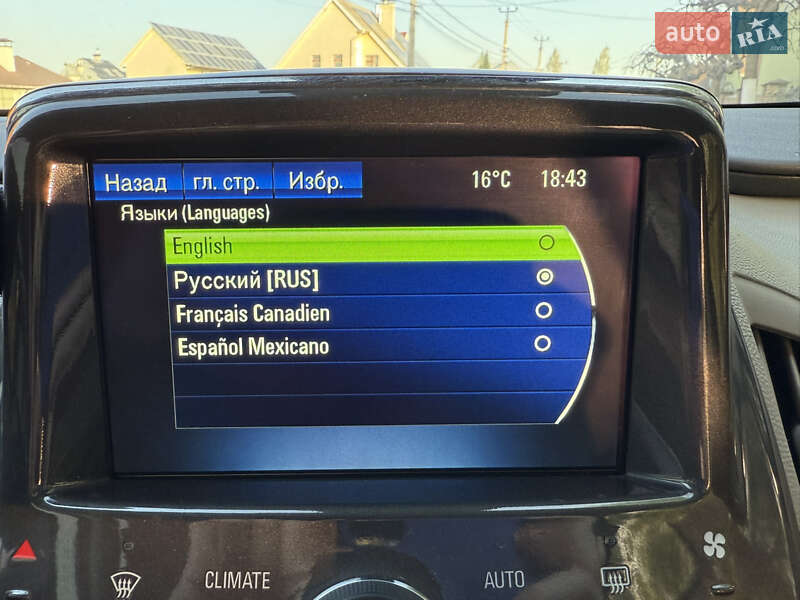 auto RIA .com
Назад гл. стр. Избр. 16°C 18:43
Языки (Languages)
English
Русский [RUS]
Français Canadien
Español Mexicano
CLIMATE AUTO